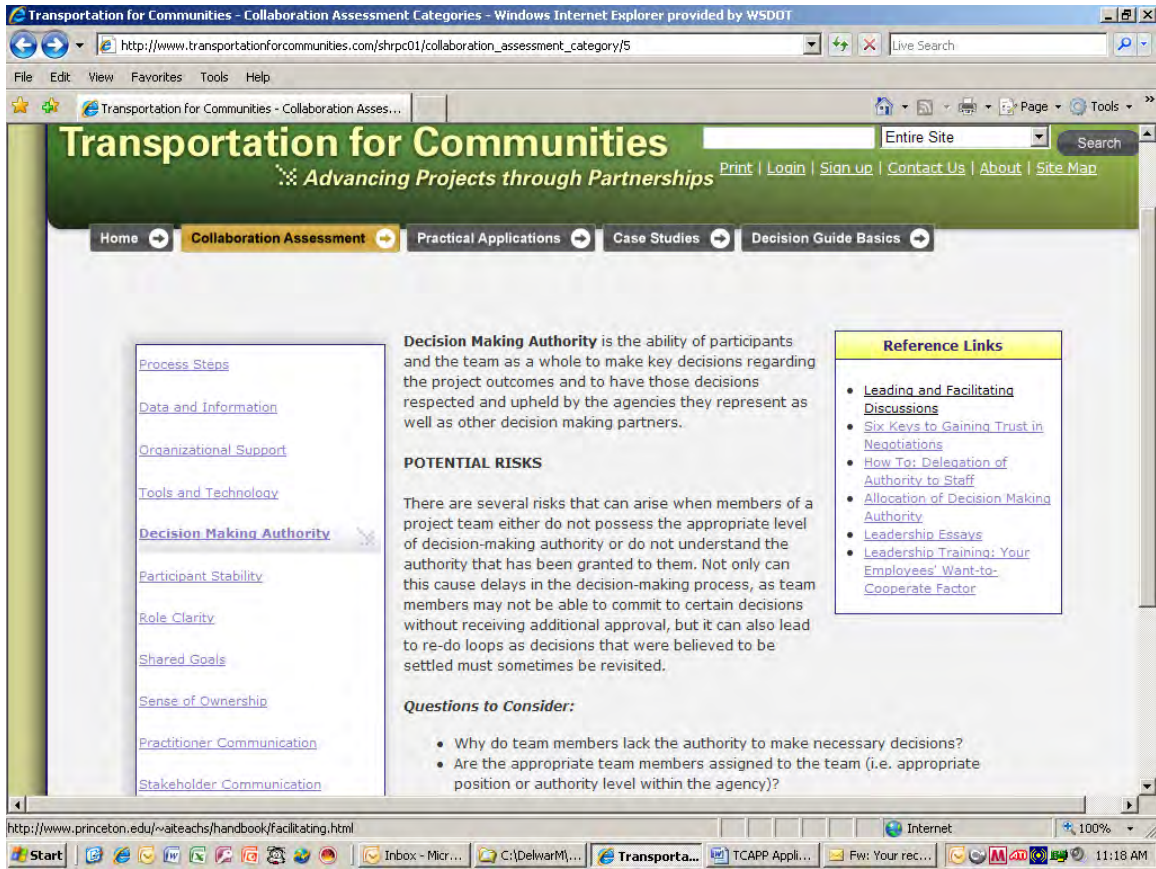 Transportation for Communities - Collaboration Assessment Categories - Windows Internet Explorer provided by WSDOT
http://www.transportationforcommunities.com/shrpc01/collaboration_assessment_category/5
Live Search
File Edit View Favorites Tools Help
Transportation for Communities - Collaboration Asses...
Page Tools »
Transportation for Communities
Advancing Projects through Partnerships
Entire Site
Search
Print | Login | Sign up | Contact Us | About | Site Map
Home
Collaboration Assessment
Practical Applications
Case Studies
Decision Guide Basics
Process Steps
Data and Information
Organizational Support
Tools and Technology
Decision Making Authority
Participant Stability
Role Clarity
Shared Goals
Sense of Ownership
Practitioner Communication
Stakeholder Communication
Decision Making Authority is the ability of participants
and the team as a whole to make key decisions regarding
the project outcomes and to have those decisions
respected and upheld by the agencies they represent as
well as other decision making partners.
POTENTIAL RISKS
There are several risks that can arise when members of a
project team either do not possess the appropriate level
of decision-making authority or do not understand the
authority that has been granted to them. Not only can
this cause delays in the decision-making process, as team
members may not be able to commit to certain decisions
without receiving additional approval, but it can also lead
to re-do loops as decisions that were believed to be
settled must sometimes be revisited.
Questions to Consider:
• Why do team members lack the authority to make necessary decisions?
• Are the appropriate team members assigned to the team (i.e. appropriate
position or authority level within the agency)?
Reference Links
• Leading and Facilitating
Discussions
• Six Keys to Gaining Trust in
Negotiations
• How To: Delegation of
Authority to Staff
• Allocation of Decision Making
Authority
• Leadership Essays
• Leadership Training: Your
Employees' Want-to-
Cooperate Factor
http://www.princeton.edu/~aiteachs/handbook/facilitating.html
Internet
100%
Start
Inbox - Micr...
C:\DelwarM\...
Transporta...
TCAPP Appli...
Fw: Your rec...
11:18 AM